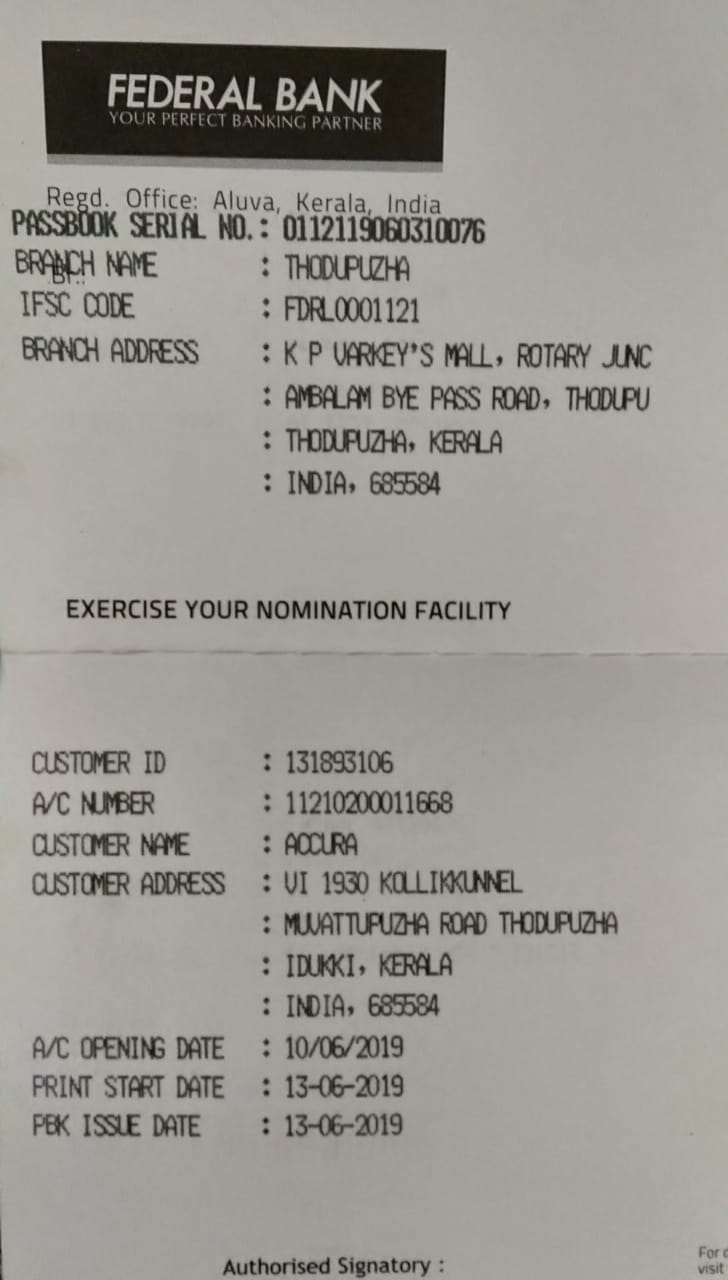 FEDERAL BANK
YOUR PERFECT BANKING PARTNER
Regd. Office: Aluva, Kerala, India
PASSBOOK SERIAL NO.: 0112119060310076
BRANCH NAME : THODUPUZHA
IFSC CODE : FDRL0001121
BRANCH ADDRESS : K P VARKEY'S MALL, ROTARY JUNC
: AMBALAM BYE PASS ROAD, THODUPU
: THODUPUZHA, KERALA
: INDIA, 685584
EXERCISE YOUR NOMINATION FACILITY
CUSTOMER ID : 131893106
A/C NUMBER : 11210200011668
CUSTOMER NAME : ACCURA
CUSTOMER ADDRESS : VI 1930 KOLLIKKUNNEL
: MUVATTUPUZHA ROAD THODUPUZHA
: IDUKKI, KERALA
: INDIA, 685584
A/C OPENING DATE : 10/06/2019
PRINT START DATE : 13-06-2019
PBK ISSUE DATE : 13-06-2019
Authorised Signatory :
For
visit